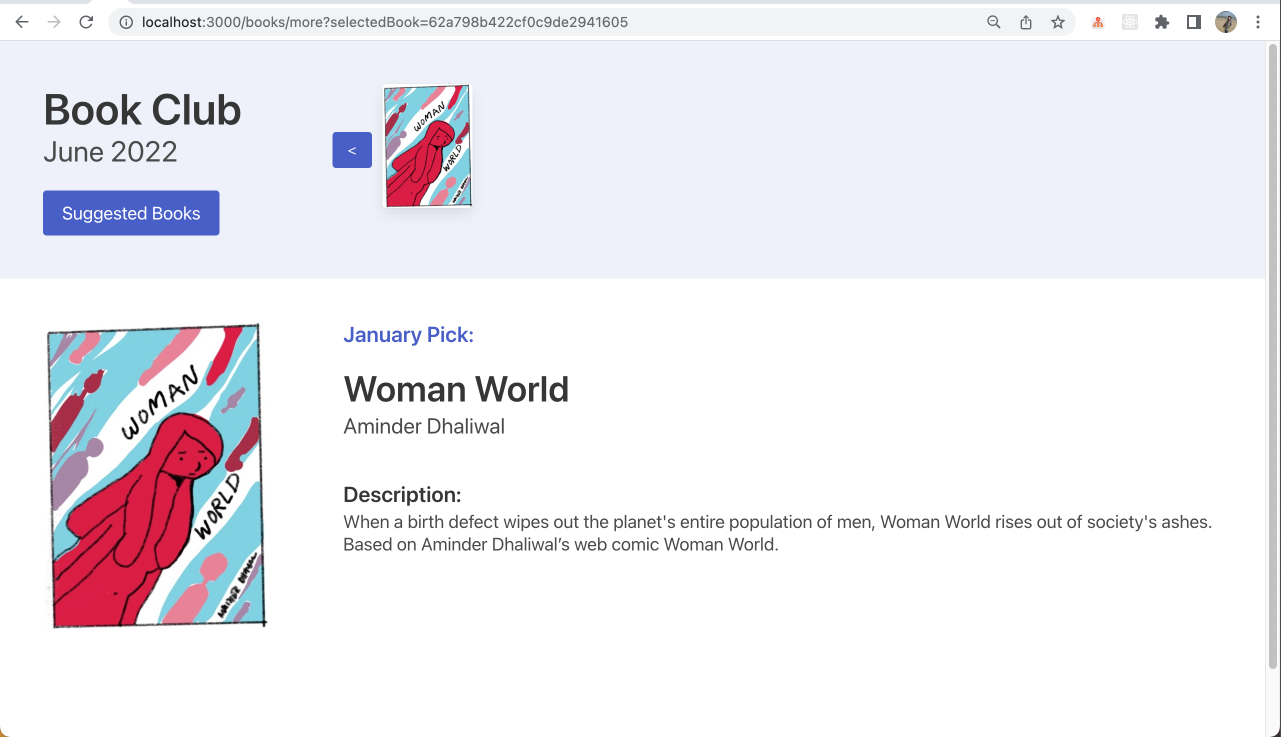 localhost:3000/books/more?selectedBook=62a798b422cf0c9de2941605
Book Club
June 2022
Suggested Books
<
WOMAN
WORLD
January Pick:
Woman World
Aminder Dhaliwal
Description:
When a birth defect wipes out the planet's entire population of men, Woman World rises out of society's ashes.
Based on Aminder Dhaliwal’s web comic Woman World.
WOMAN
WORLD